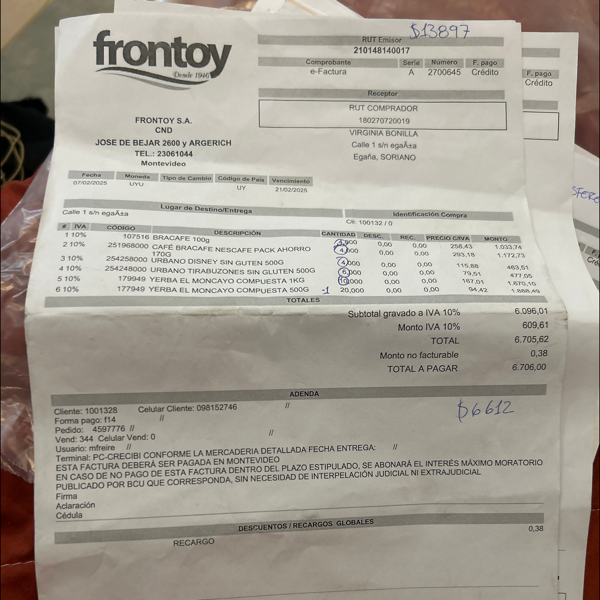 $13897
frontoy
Desde 1946
RUT Emisor
210148140017
Comprobante Serie Número F. pago
e-Factura A 2700645 Crédito
F. pago
Crédito
Receptor
RUT COMPRADOR
180270720019
VIRGINIA BONILLA
Calle 1 s/n egaÃ±a
Egaña, SORIANO
FRONTOY S.A.
CND
JOSE DE BEJAR 2600 y ARGERICH
TEL.: 23061044
Montevideo
Fecha Moneda Tipo de Cambio Código de País Vencimiento
07/02/2025 UYU UY 21/02/2025
Lugar de Destino/Entrega Identificación Compra
Calle 1 s/n egaÃ±a Cli: 100132 / 0
# IVA CÓDIGO DESCRIPCIÓN CANTIDAD DESC. REC. PRECIO C/IVA MONTO
1 10% 107516 BRACAFE 100g 4,000 0,00 0,00 258,43 1.033,74
2 10% 251968000 CAFÉ BRACAFE NESCAFE PACK AHORRO 170G 4,000 0,00 0,00 293,18 1.172,73
3 10% 254258000 URBANO DISNEY SIN GUTEN 500G 4,000 0,00 0,00 115,88
4 10% 254248000 URBANO TIRABUZONES SIN GLUTEN 500G 6,000 0,00 0,00 79,51 477,05
5 10% 179949 YERBA EL MONCAYO COMPUESTA 1KG 10,000 0,00 0,00 167,01 1.670,10
6 10% 177949 YERBA EL MONCAYO COMPUESTA 500G -1 20,000 0,00 0,00 94,42 1.888,49
TOTALES
Subtotal gravado a IVA 10% 6.096,01
Monto IVA 10% 609,61
TOTAL 6.705,62
Monto no facturable 0,38
TOTAL A PAGAR 6.706,00
ADENDA
$6612
Cliente: 1001328 Celular Cliente: 098152746 //
Forma pago: f14
Pedido: 4597776 //
Vend: 344 Celular Vend: 0 //
Usuario: mfreire //
Terminal: PC-CRECIBI CONFORME LA MERCADERIA DETALLADA FECHA ENTREGA: //
ESTA FACTURA DEBERÁ SER PAGADA EN MONTEVIDEO
EN CASO DE NO PAGO DE ESTA FACTURA DENTRO DEL PLAZO ESTIPULADO, SE ABONARÁ EL INTERÉS MÁXIMO MORATORIO
PUBLICADO POR BCU QUE CORRESPONDA, SIN NECESIDAD DE INTERPELACIÓN JUDICIAL NI EXTRAJUDICIAL
Firma
Aclaración
Cédula
DESCUENTOS / RECARGOS GLOBALES
RECARGO 0,38